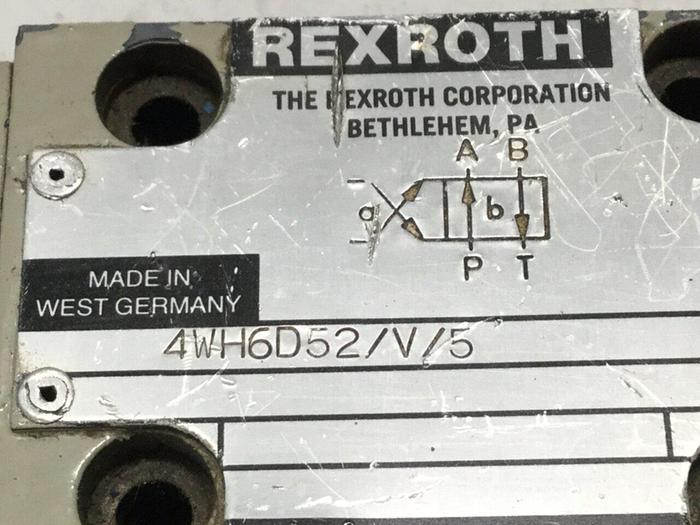 REXROTH
THE REXROTH CORPORATION
BETHLEHEM, PA
A B
a b
P T
MADE IN
WEST GERMANY
4WH6D52/V/5